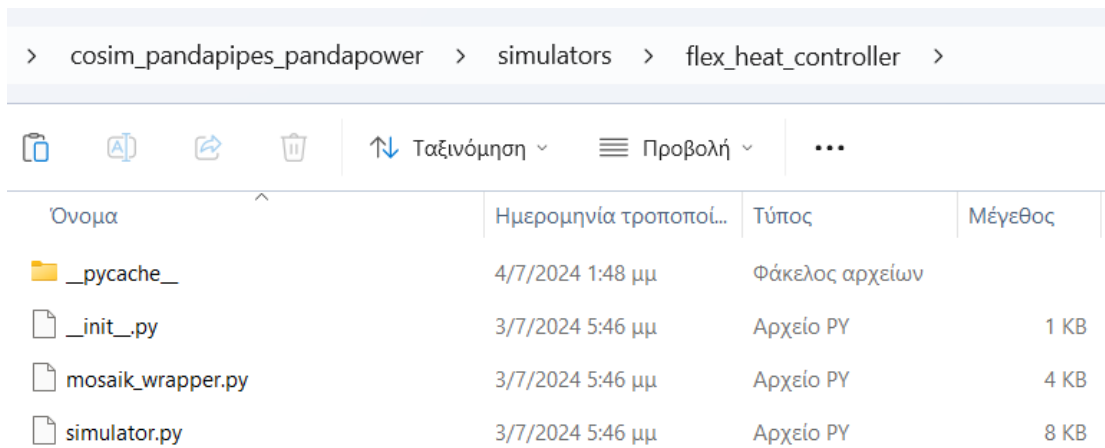 > cosim_pandapipes_pandapower > simulators > flex_heat_controller >
Ταξινόμηση Προβολή ...
Όνομα Ημερομηνία τροποποί... Τύπος Μέγεθος
__pycache__ 4/7/2024 1:48 μμ Φάκελος αρχείων
__init__.py 3/7/2024 5:46 μμ Αρχείο PY 1 KB
mosaik_wrapper.py 3/7/2024 5:46 μμ Αρχείο PY 4 KB
simulator.py 3/7/2024 5:46 μμ Αρχείο PY 8 KB